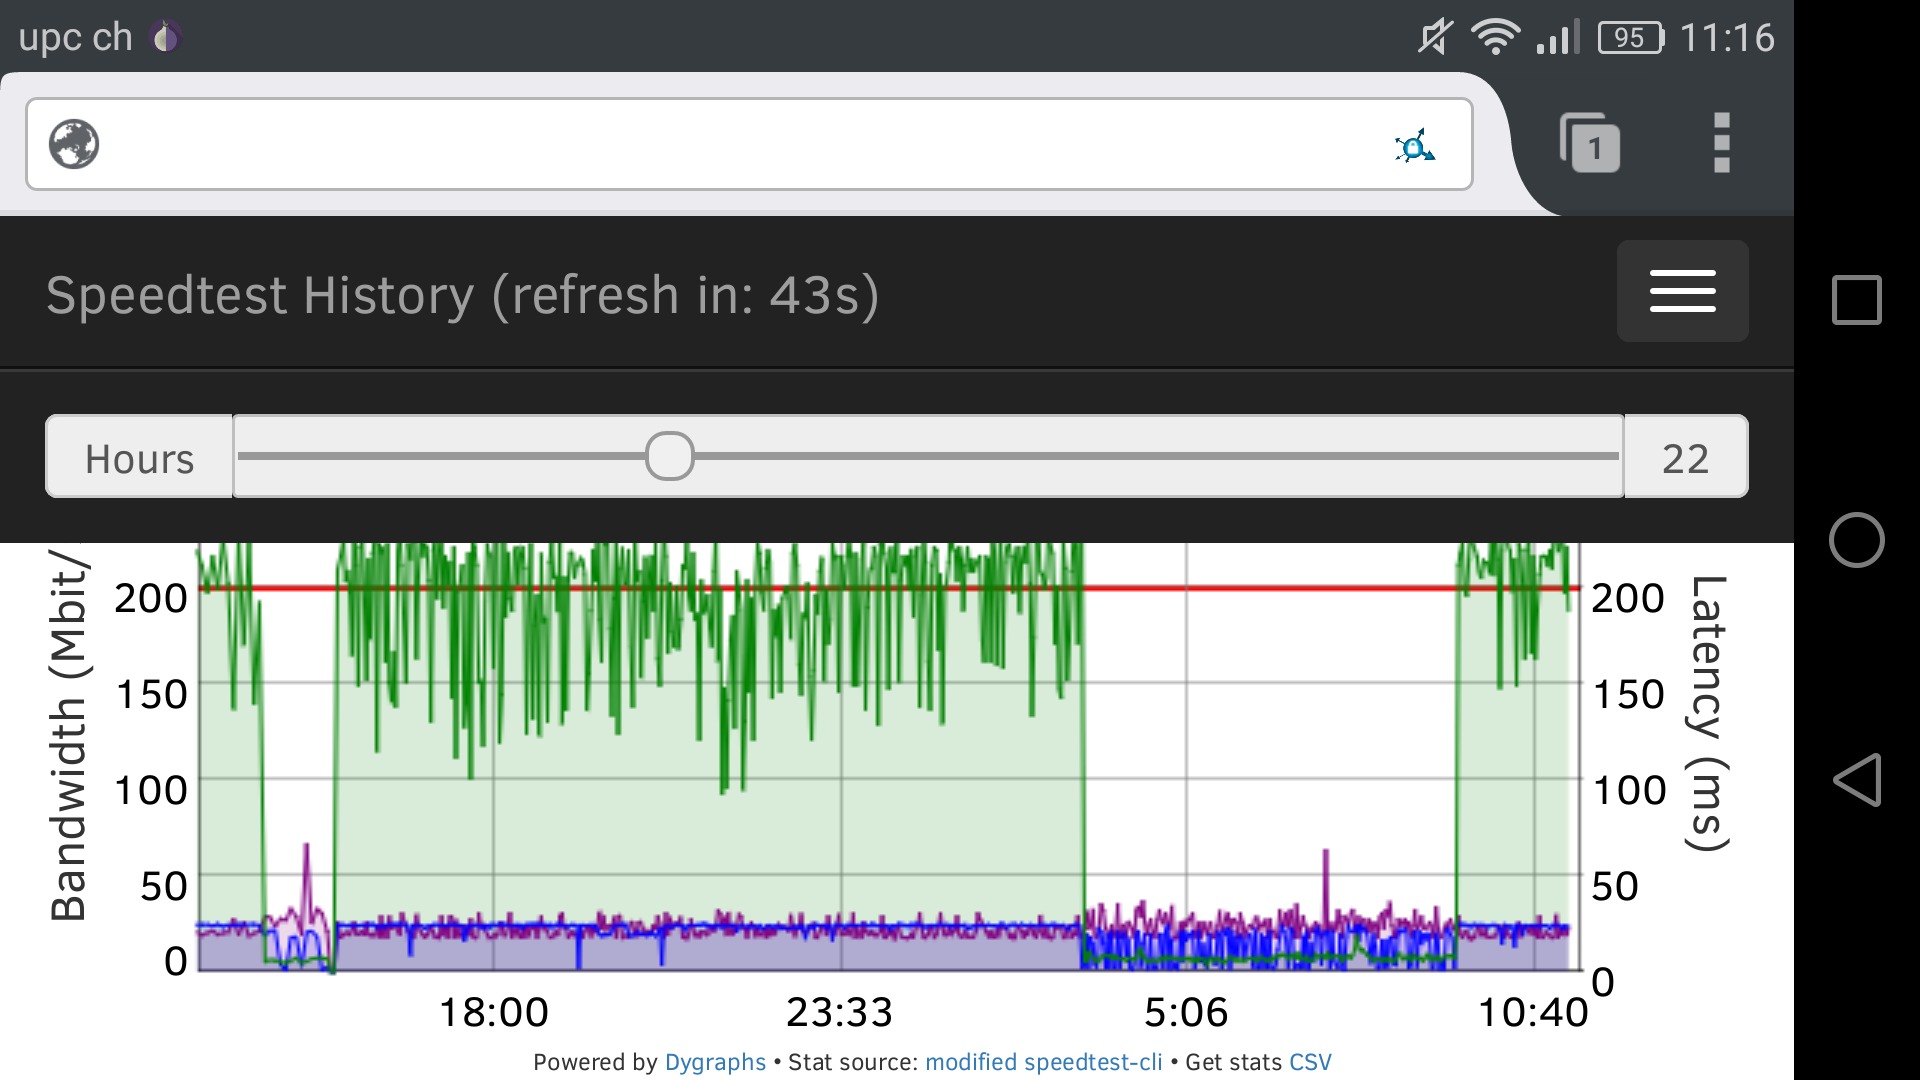 upc ch 95 11:16
1
Speedtest History (refresh in: 43s)
Hours 22
Bandwidth (Mbit/
200
150
100
50
0
200
150
100
50
0
Latency (ms)
18:00 23:33 5:06 10:40
Powered by Dygraphs • Stat source: modified speedtest-cli • Get stats CSV